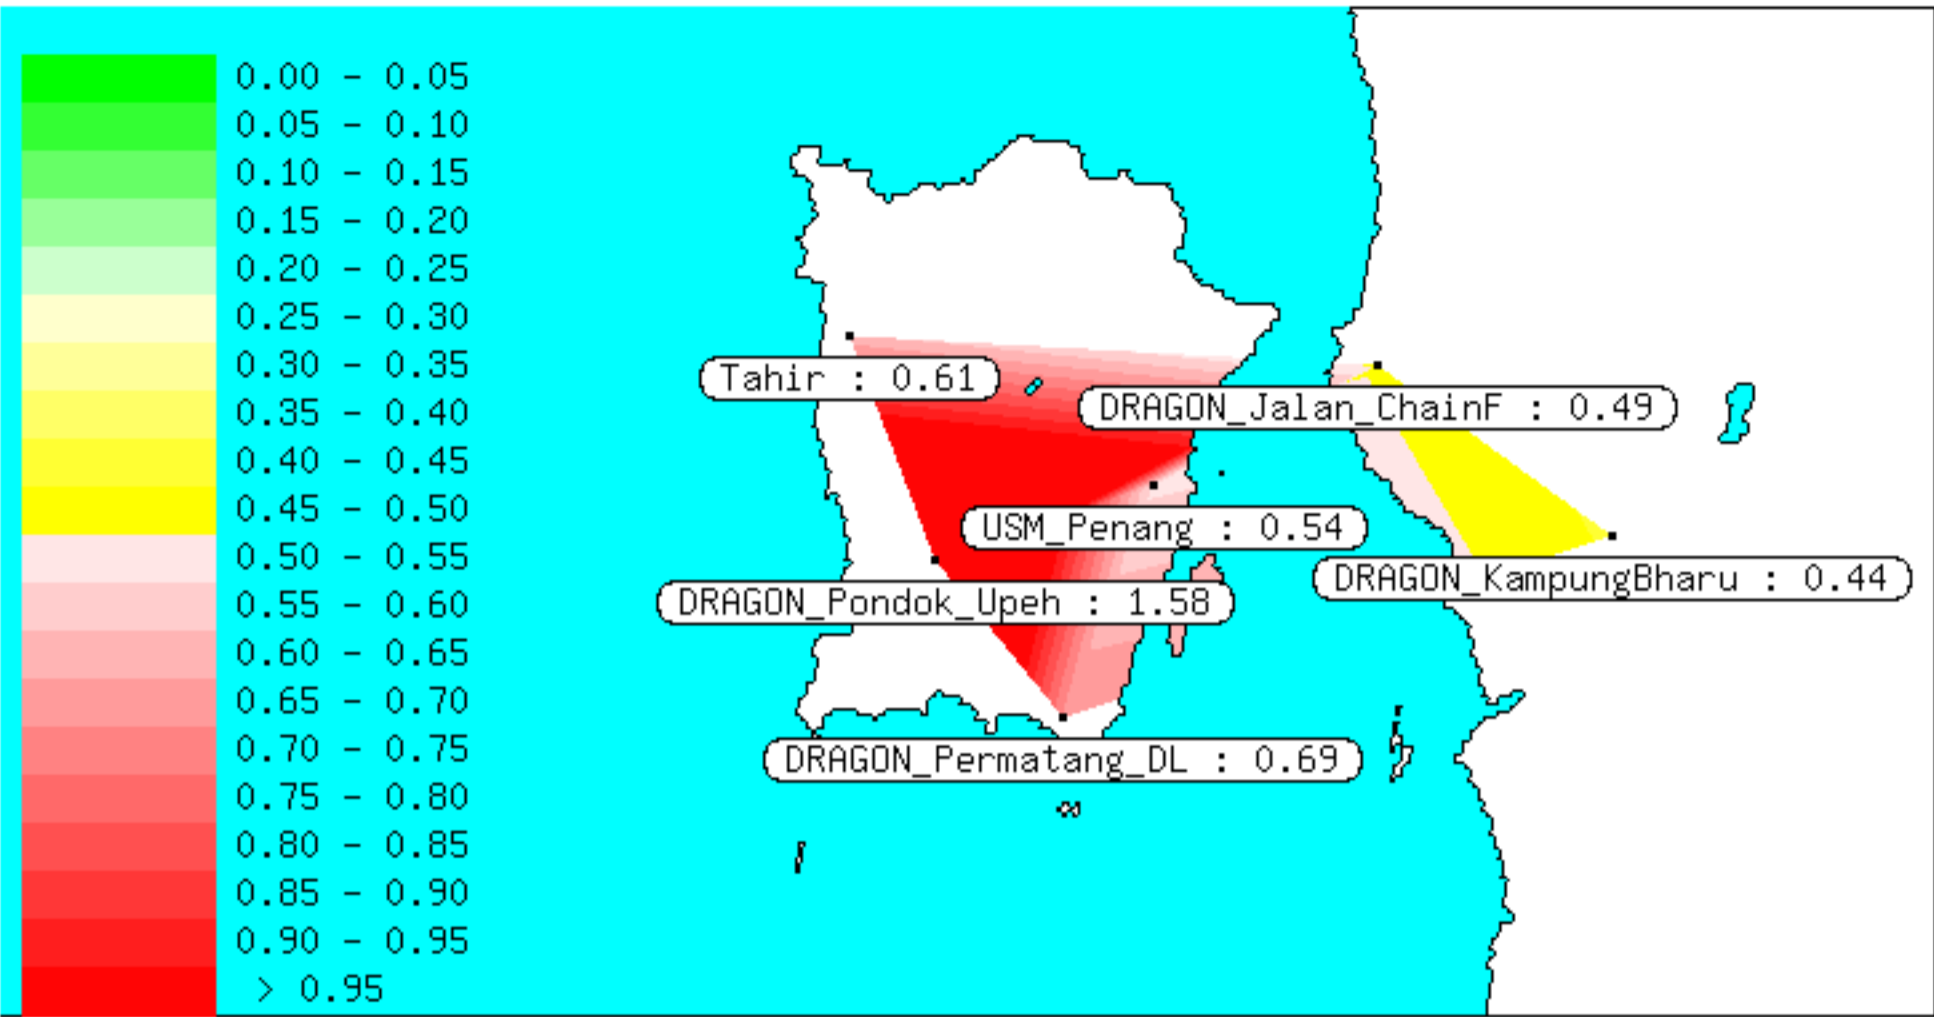 0.00 - 0.05
0.05 - 0.10
0.10 - 0.15
0.15 - 0.20
0.20 - 0.25
0.25 - 0.30
0.30 - 0.35
0.35 - 0.40
0.40 - 0.45
0.45 - 0.50
0.50 - 0.55
0.55 - 0.60
0.60 - 0.65
0.65 - 0.70
0.70 - 0.75
0.75 - 0.80
0.80 - 0.85
0.85 - 0.90
0.90 - 0.95
> 0.95
Tahir : 0.61
DRAGON_Jalan_ChainF : 0.49
USM_Penang : 0.54
DRAGON_KampungBharu : 0.44
DRAGON_Pondok_Upeh : 1.58
DRAGON_Permatang_DL : 0.69